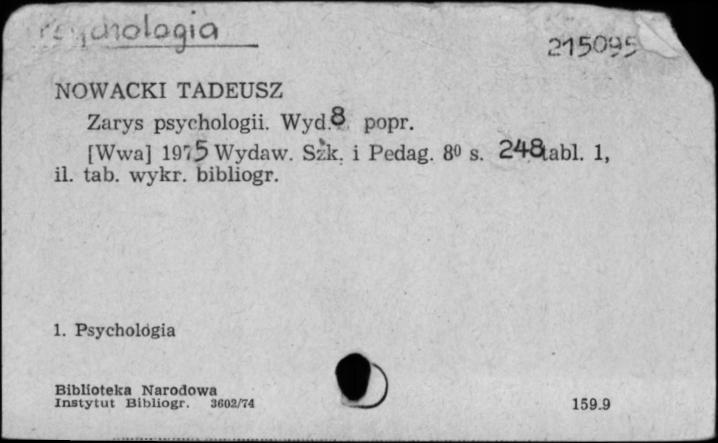 psychologia
215095
NOWACKI TADEUSZ
Zarys psychologii. Wyd. 8 popr.
[Wwa] 1975 Wydaw. Szk. i Pedag. 8⁰ s. 248 tabl. 1,
il. tab. wykr. bibliogr.
1. Psychologia
Biblioteka Narodowa
Instytut Bibliogr. 3602/74
159.9